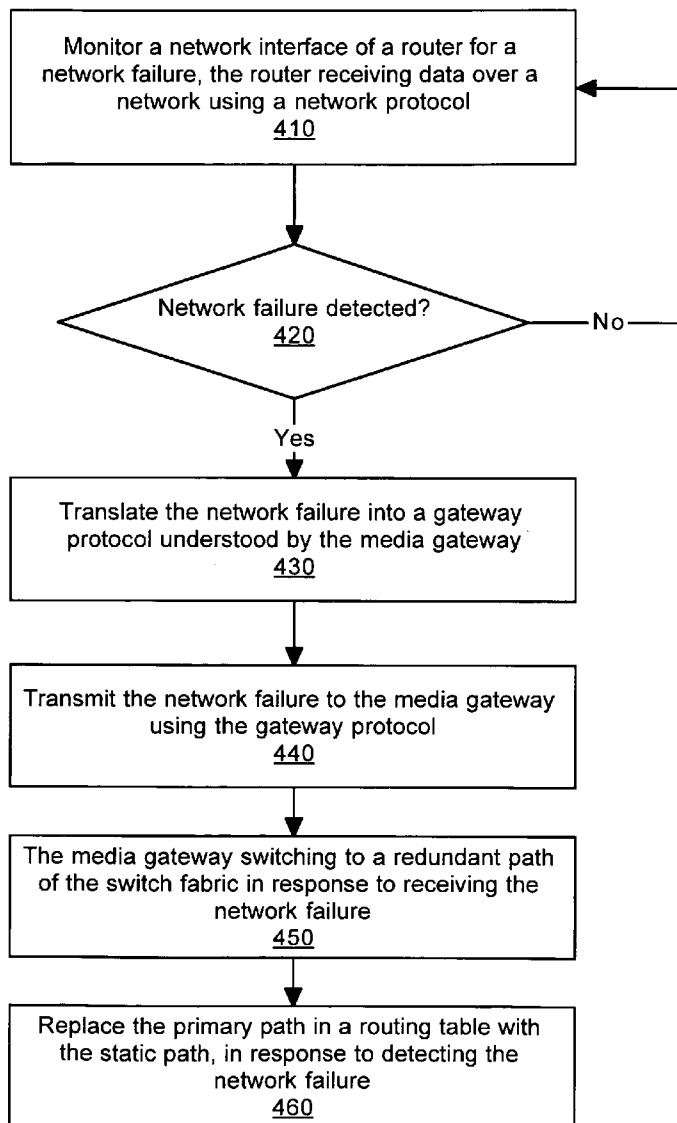 Monitor a network interface of a router for a
network failure, the router receiving data over a
network using a network protocol
410
Network failure detected?
420
No
Yes
Translate the network failure into a gateway
protocol understood by the media gateway
430
Transmit the network failure to the media gateway
using the gateway protocol
440
The media gateway switching to a redundant path
of the switch fabric in response to receiving the
network failure
450
Replace the primary path in a routing table with
the static path, in response to detecting the
network failure
460